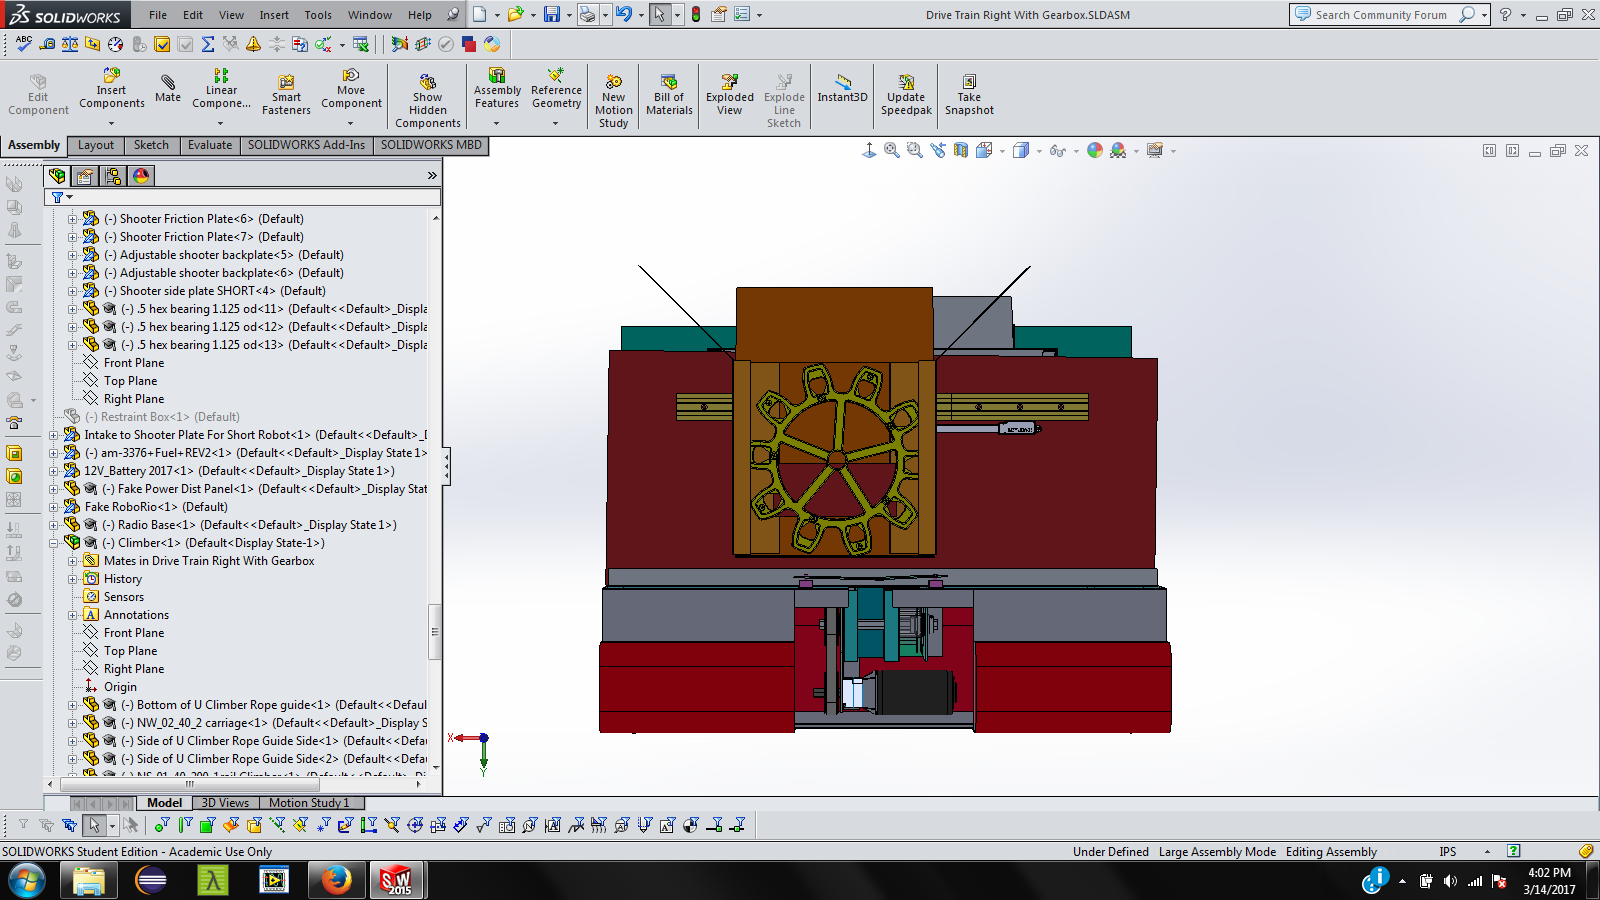 SOLIDWORKS
File Edit View Insert Tools Window Help
Drive Train Right With Gearbox.SLDASM
Search Community Forum
Edit Component
Insert Components
Mate
Linear Compone...
Smart Fasteners
Move Component
Show Hidden Components
Assembly Features
Reference Geometry
New Motion Study
Bill of Materials
Exploded View
Explode Line Sketch
Instant3D
Update Speedpak
Take Snapshot
Assembly Layout Sketch Evaluate SOLIDWORKS Add-Ins SOLIDWORKS MBD
(-) Shooter Friction Plate<6> (Default)
(-) Shooter Friction Plate<7> (Default)
(-) Adjustable shooter backplate<5> (Default)
(-) Adjustable shooter backplate<6> (Default)
(-) Shooter side plate SHORT<4> (Default)
(-) .5 hex bearing 1.125 od<11> (Default<<Default>_Displa
(-) .5 hex bearing 1.125 od<12> (Default<<Default>_Displa
(-) .5 hex bearing 1.125 od<13> (Default<<Default>_Displa
Front Plane
Top Plane
Right Plane
(-) Restraint Box<1> (Default)
Intake to Shooter Plate For Short Robot<1> (Default<<Default>_D
(-) am-3376+Fuel+REV2<1> (Default<<Default>_Display State 1>
12V_Battery 2017<1> (Default<<Default>_Display State 1>)
(-) Fake Power Dist Panel<1> (Default<<Default>_Display Stat
Fake RoboRio<1> (Default)
(-) Radio Base<1> (Default<<Default>_Display State 1>)
(-) Climber<1> (Default<Display State-1>)
Mates in Drive Train Right With Gearbox
History
Sensors
Annotations
Front Plane
Top Plane
Right Plane
Origin
(-) Bottom of U Climber Rope guide<1> (Default<<Defaul
(-) NW_02_40_2 carriage<1> (Default<<Default>_Display S
(-) Side of U Climber Rope Guide Side<1> (Default<<Defau
(-) Side of U Climber Rope Guide Side<2> (Default<<Defau
X
Y
Model 3D Views Motion Study 1
SOLIDWORKS Student Edition - Academic Use Only
Under Defined Large Assembly Mode Editing Assembly IPS
4:02 PM
3/14/2017
SW
2015